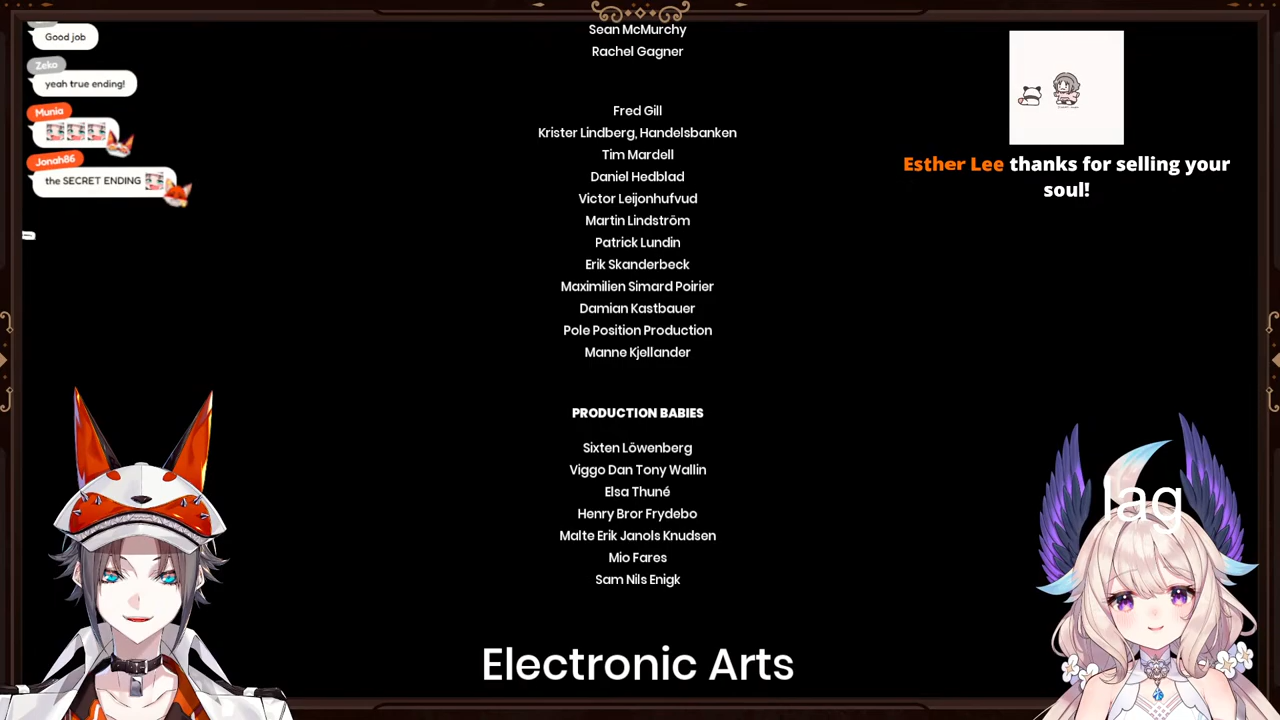 Good job
Zeko
yeah true ending!
Munia
Jonah86
the SECRET ENDING
Sean McMurchy
Rachel Gagner
Fred Gill
Krister Lindberg, Handelsbanken
Tim Mardell
Daniel Hedblad
Victor Leijonhufvud
Martin Lindström
Patrick Lundin
Erik Skanderbeck
Maximilien Simard Poirier
Damian Kastbauer
Pole Position Production
Manne Kjellander
PRODUCTION BABIES
Sixten Löwenberg
Viggo Dan Tony Wallin
Elsa Thuné
Henry Bror Frydebo
Malte Erik Janols Knudsen
Mio Fares
Sam Nils Enigk
Electronic Arts
Esther Lee thanks for selling your
soul!
lag